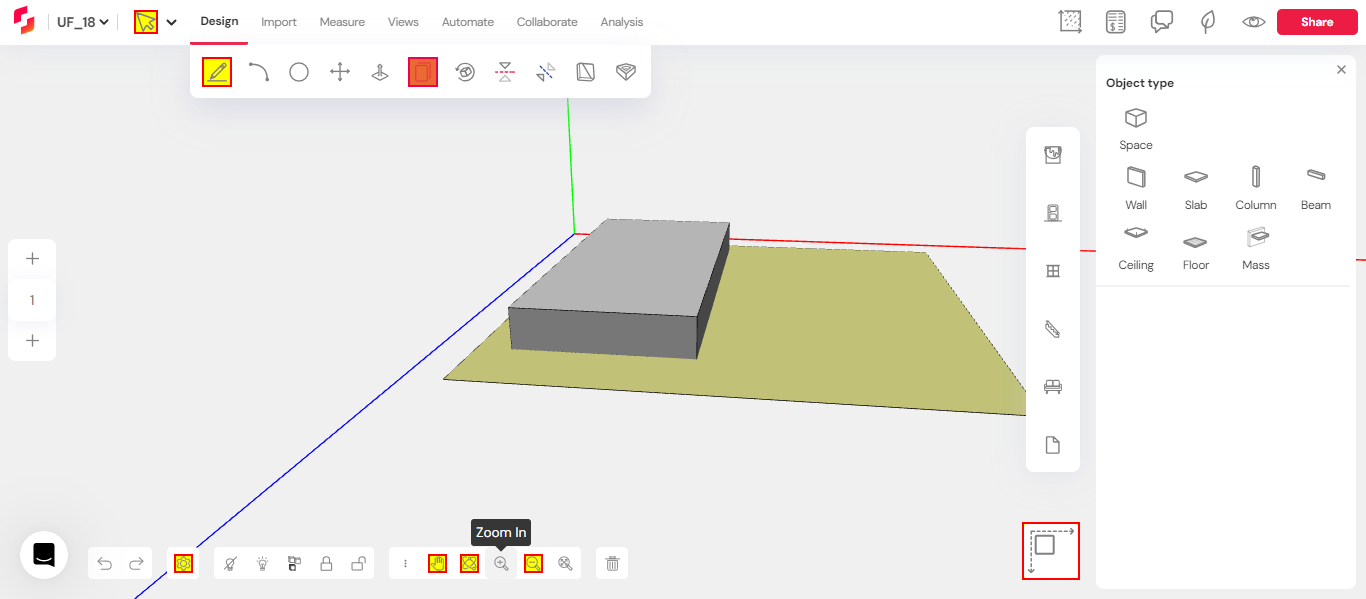 UF_18
Design
Import
Measure
Views
Automate
Collaborate
Analysis
Share
Object type
Space
Wall
Slab
Column
Beam
Ceiling
Floor
Mass
1
Zoom In